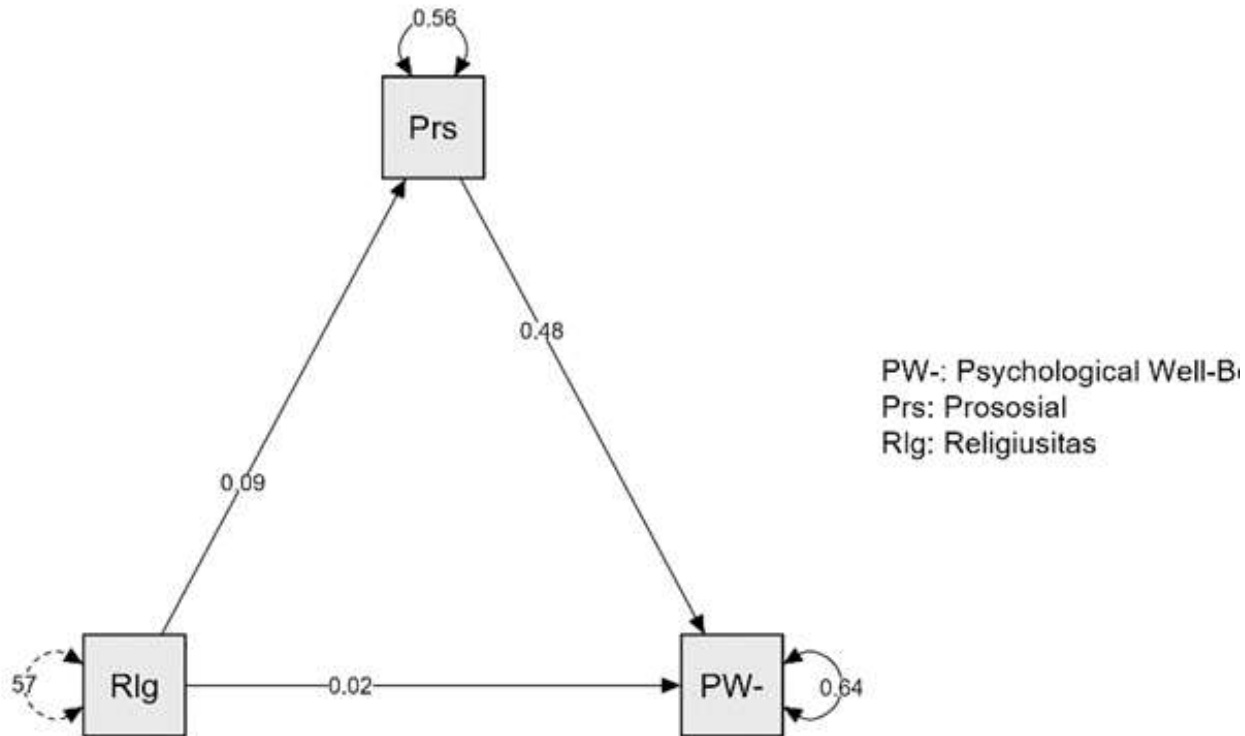 0.56
Prs
0.48
0.09
0.02
57
Rlg
PW-
0.64
PW-: Psychological Well-B
Prs: Prososial
Rlg: Religiusitas